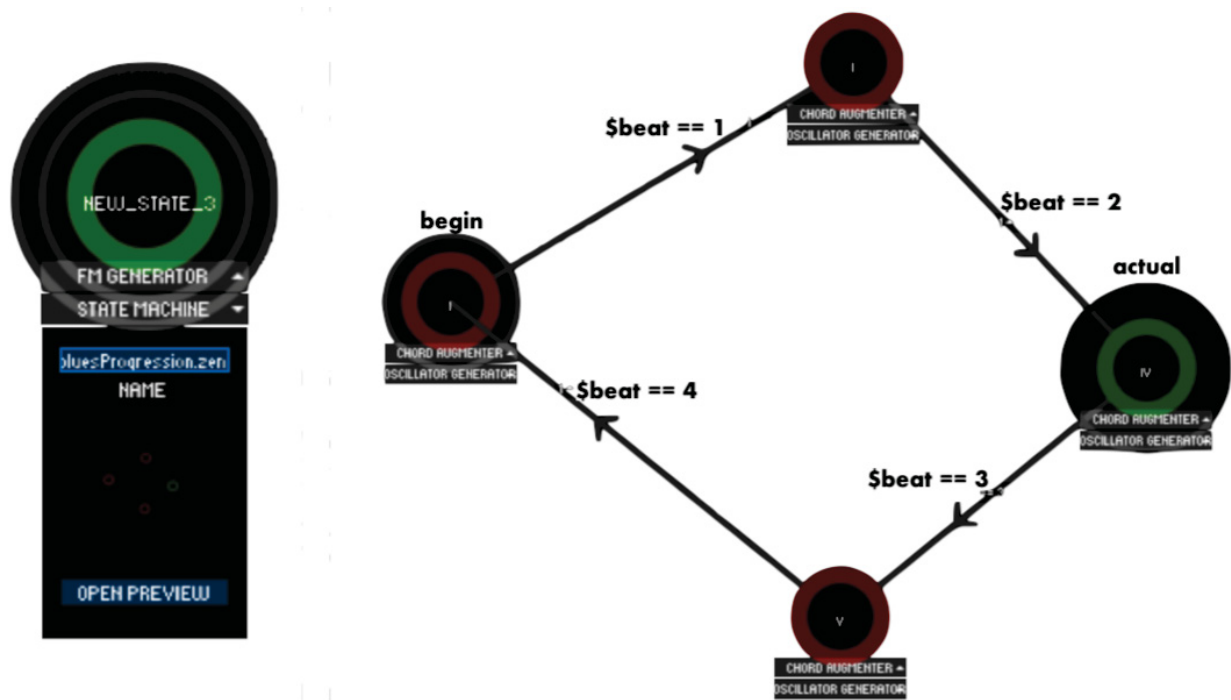 NEW_STATE_3
FM GENERATOR
STATE MACHINE
bluesProgression.zen
NAME
OPEN PREVIEW
I
CHORD AUGMENTER
OSCILLATOR GENERATOR
$beat == 1
$beat == 2
begin
I
CHORD AUGMENTER
OSCILLATOR GENERATOR
actual
IV
CHORD AUGMENTER
OSCILLATOR GENERATOR
$beat == 4
$beat == 3
V
CHORD AUGMENTER
OSCILLATOR GENERATOR